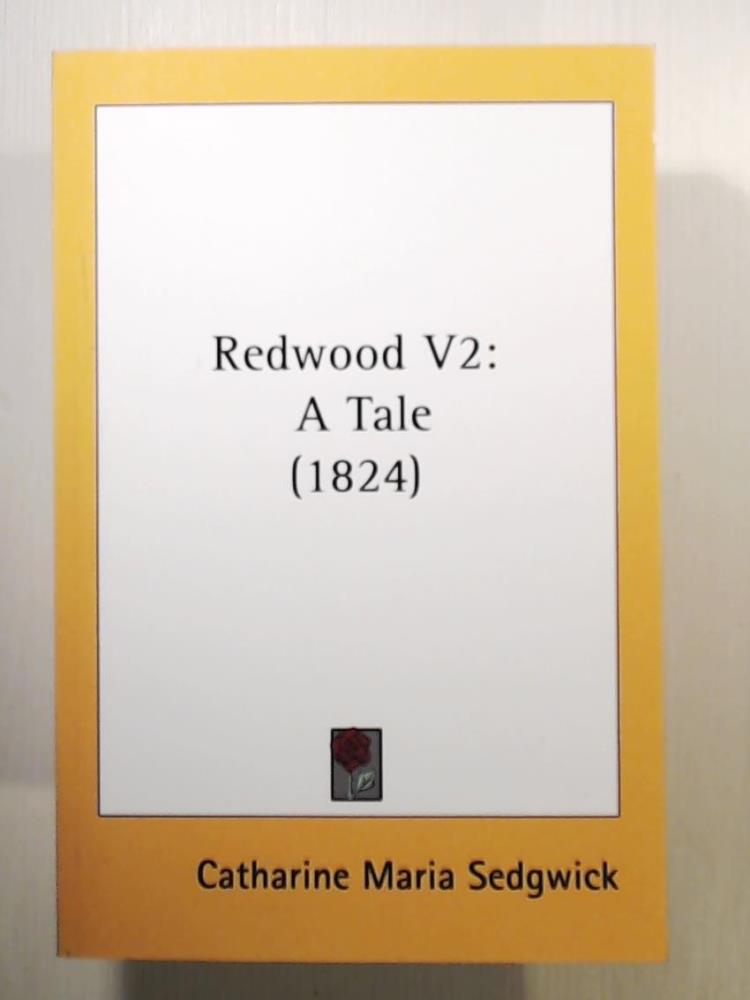 Redwood V2:
A Tale
(1824)
Catharine Maria Sedgwick